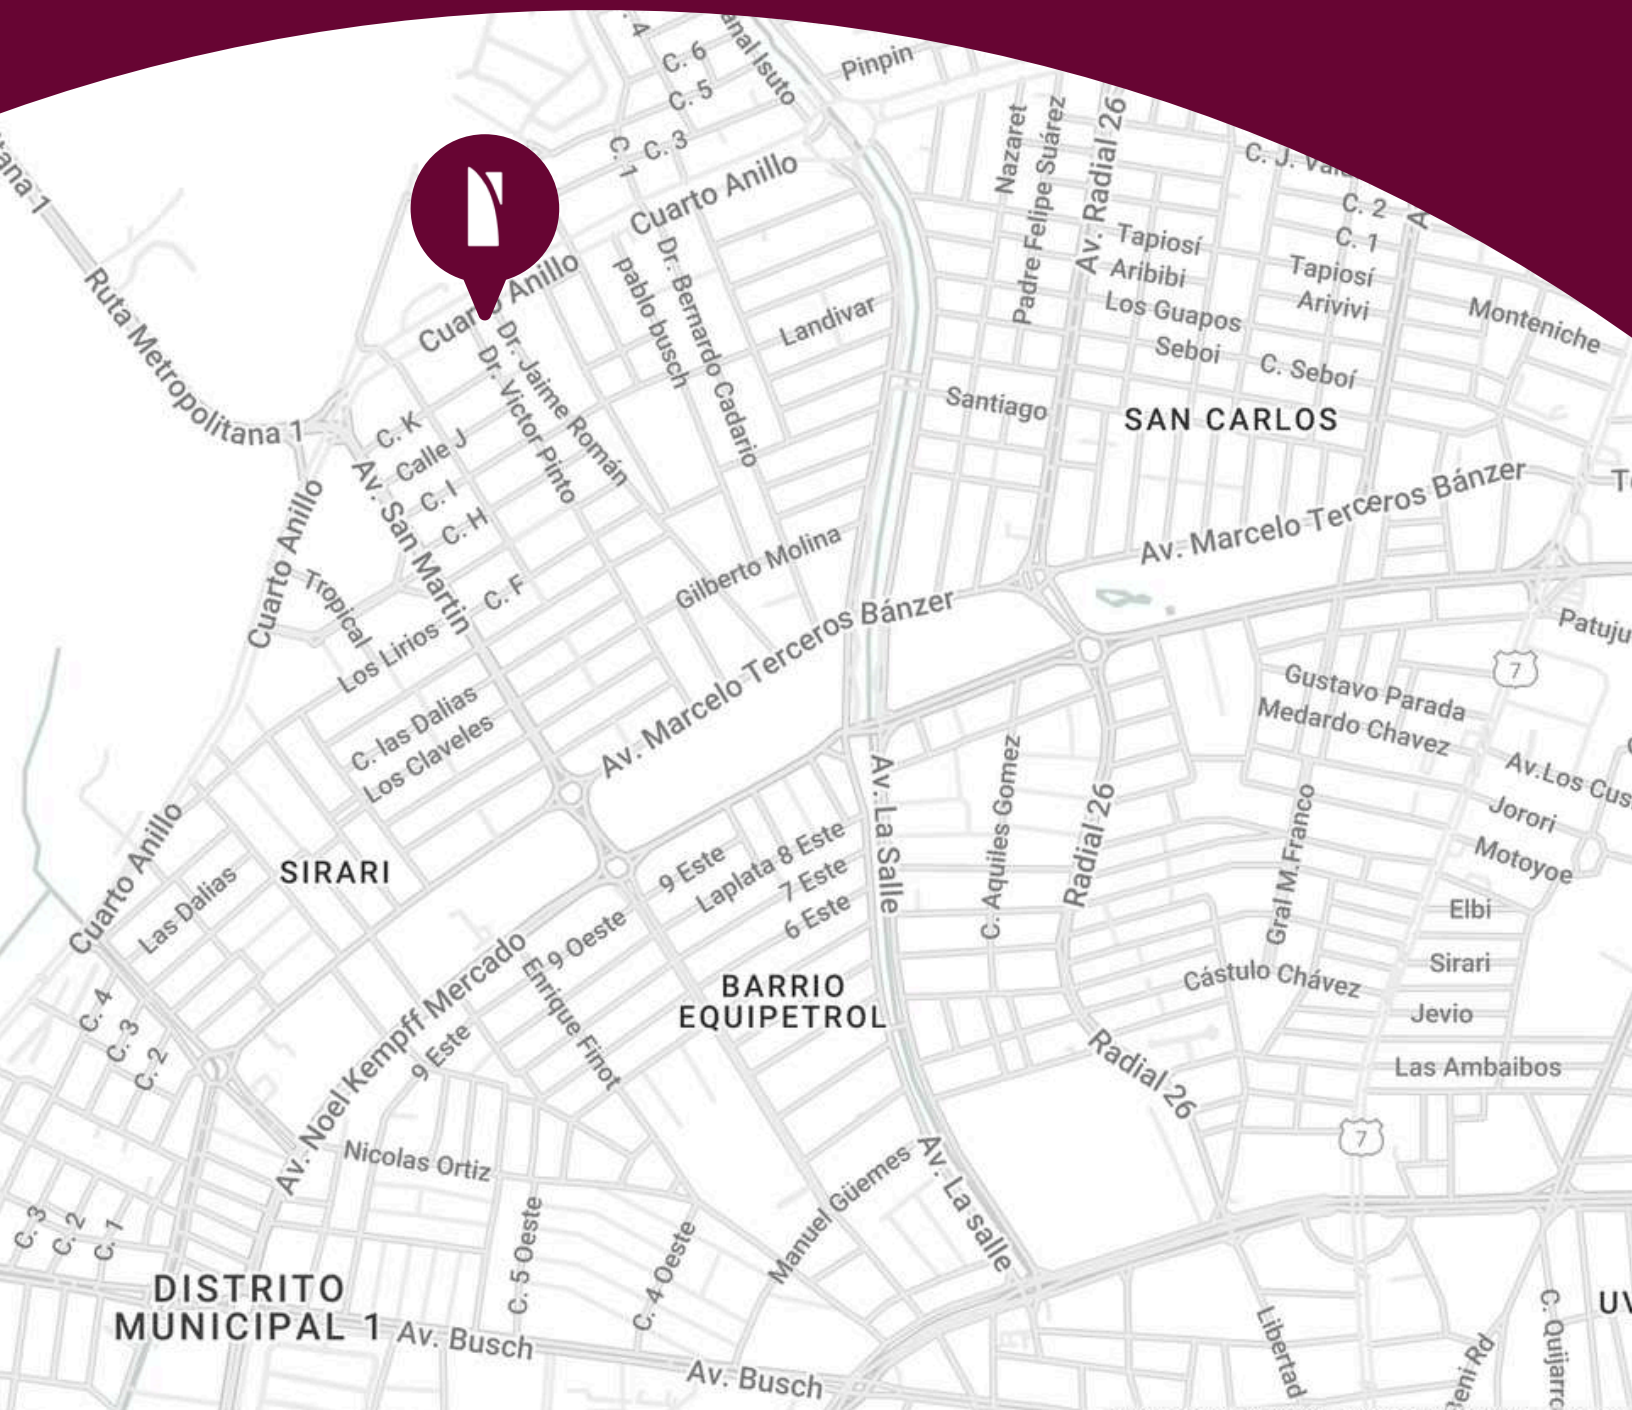 C. 6
Pinpin
C. 5
Nazaret
Padre Felipe Suárez
Av. Radial 26
C. 3
C. 1
Cuarto Anillo
C. 2
C. 1
Tapiosí
Aribibi
Tapiosí
Arivivi
Los Guapos
Seboi
C. Seboí
Monteniche
Ruta Metropolitana 1
Cuarto Anillo
Dr. Bernardo Cadario
pablo busch
Landivar
Dr. Jaime Román
Dr. Victor Pinto
Santiago
SAN CARLOS
C. K
Calle J
C. I
C. H
Av. San Martin
Av. Marcelo Terceros Bánzer
Cuarto Anillo
Tropical
C. F
Gilberto Molina
Los Lirios
Av. Marcelo Terceros Bánzer
7
Gustavo Parada
Medardo Chavez
C. las Dalias
Los Claveles
Av. La Salle
C. Aquiles Gomez
Radial 26
Gral M. Franco
Jorori
Motoyoe
Cuarto Anillo
SIRARI
9 Este
Laplata 8 Este
7 Este
6 Este
Las Dalias
Elbi
9 Oeste
Sirari
BARRIO
EQUIPETROL
Cástulo Chávez
Enrique Finot
C. 4
C. 3
C. 2
Av. Noel Kempff Mercado
9 Este
Jevio
Radial 26
Las Ambaibos
7
Nicolas Ortiz
Av. La salle
Manuel Güemes
C. 3
C. 2
C. 1
C. 5 Oeste
C. 4 Oeste
DISTRITO
MUNICIPAL 1
Av. Busch
Av. Busch
Libertad